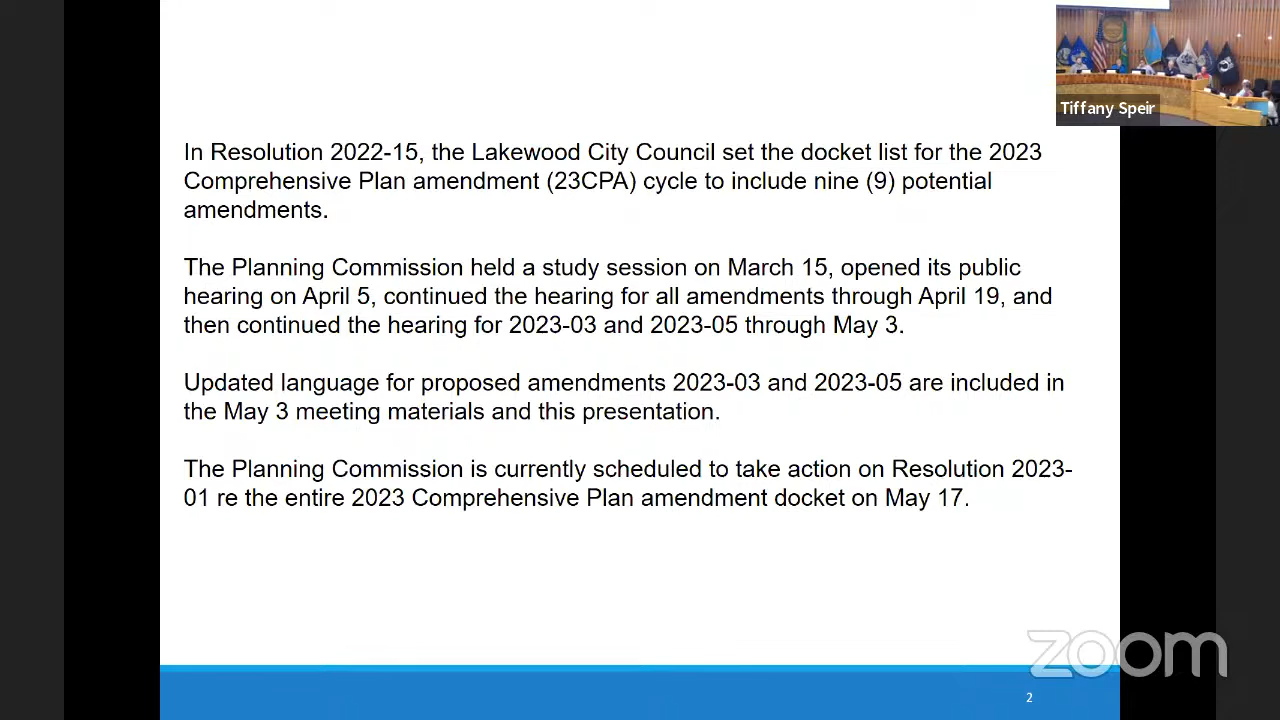 Tiffany Speir
In Resolution 2022-15, the Lakewood City Council set the docket list for the 2023
Comprehensive Plan amendment (23CPA) cycle to include nine (9) potential
amendments.
The Planning Commission held a study session on March 15, opened its public
hearing on April 5, continued the hearing for all amendments through April 19, and
then continued the hearing for 2023-03 and 2023-05 through May 3.
Updated language for proposed amendments 2023-03 and 2023-05 are included in
the May 3 meeting materials and this presentation.
The Planning Commission is currently scheduled to take action on Resolution 2023-
01 re the entire 2023 Comprehensive Plan amendment docket on May 17.
zoom
2